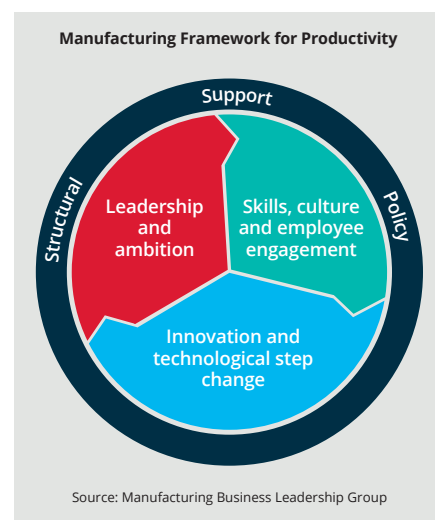 Manufacturing Framework for Productivity
Structural
Support
Policy
Leadership
and
ambition
Skills, culture
and employee
engagement
Innovation and
technological step
change
Source: Manufacturing Business Leadership Group